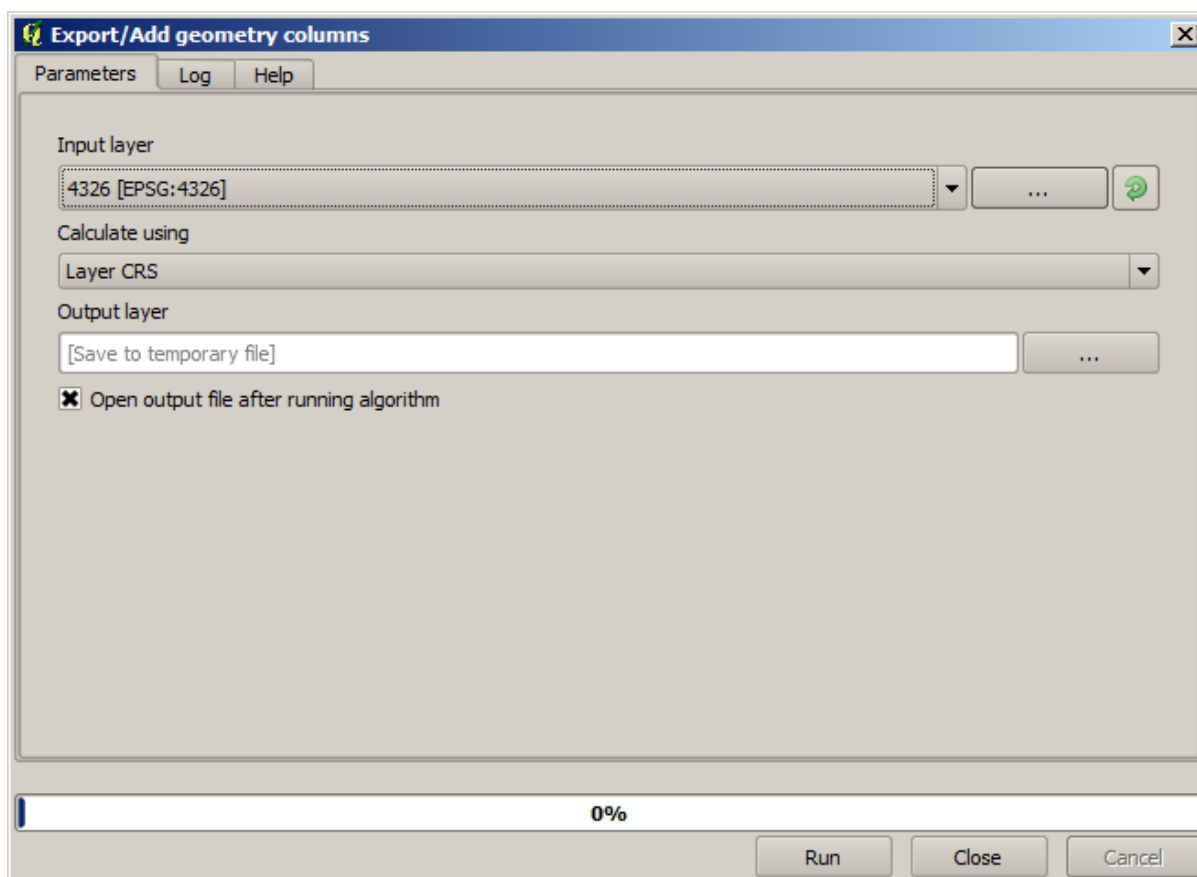 Export/Add geometry columns
Parameters Log Help
Input layer
4326 [EPSG:4326] ...
Calculate using
Layer CRS
Output layer
[Save to temporary file] ...
Open output file after running algorithm
0%
Run Close Cancel